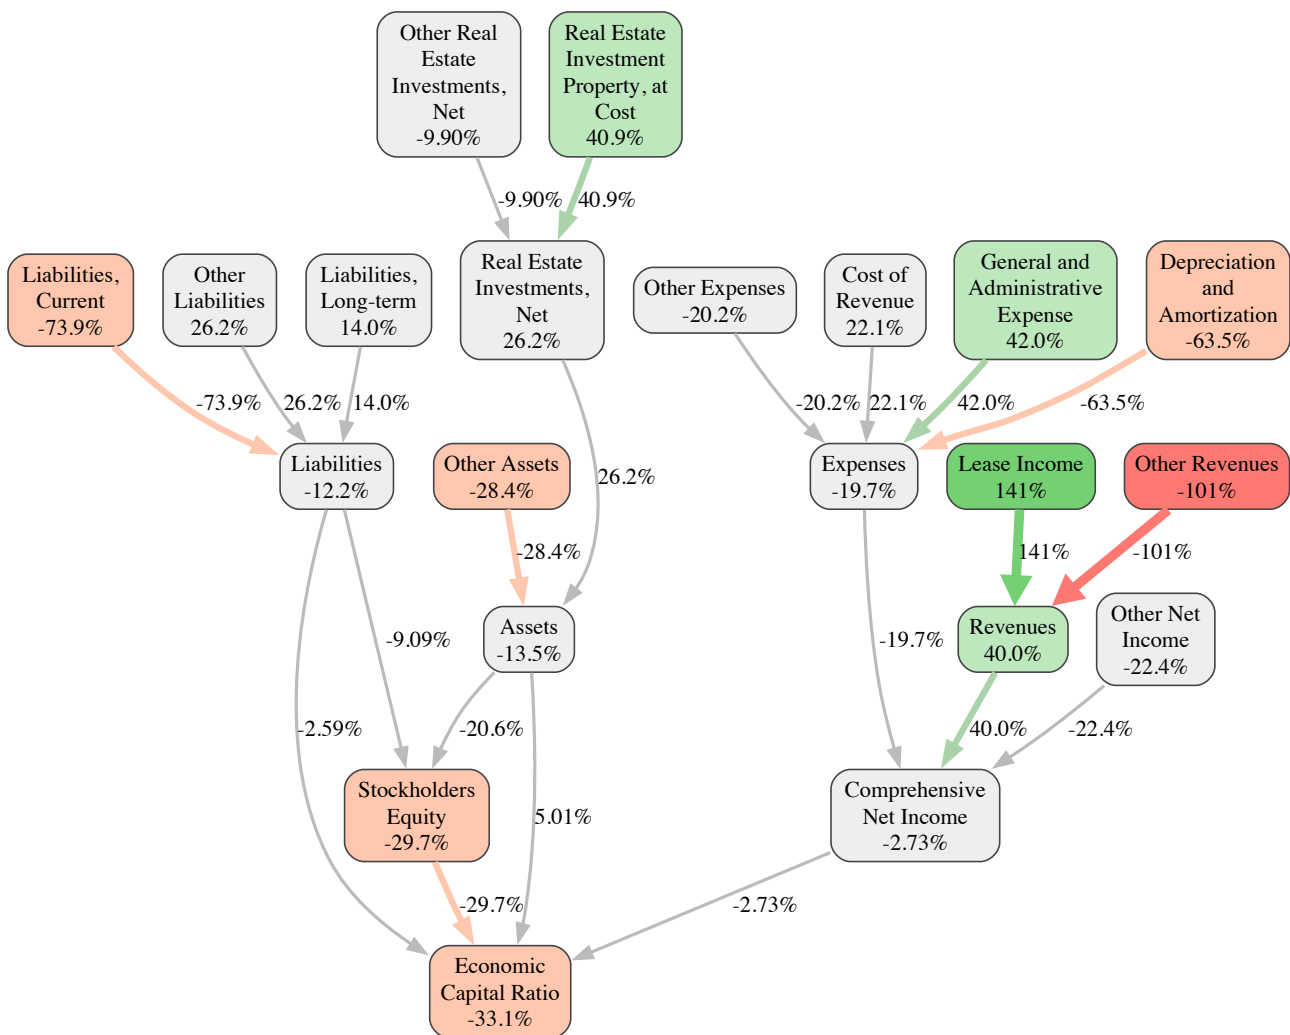 Other Real
Estate
Investments,
Net
-9.90%
Real Estate
Investment
Property, at
Cost
40.9%
-9.90%
40.9%
Liabilities,
Current
-73.9%
Other
Liabilities
26.2%
Liabilities,
Long-term
14.0%
Real Estate
Investments,
Net
26.2%
Other Expenses
-20.2%
Cost of
Revenue
22.1%
General and
Administrative
Expense
42.0%
Depreciation
and
Amortization
-63.5%
-73.9%
26.2%
14.0%
-20.2%
22.1%
42.0%
-63.5%
Liabilities
-12.2%
Other Assets
-28.4%
26.2%
Expenses
-19.7%
Lease Income
141%
Other Revenues
-101%
-28.4%
141%
-101%
-9.09%
Assets
-13.5%
-19.7%
Revenues
40.0%
Other Net
Income
-22.4%
-2.59%
-20.6%
40.0%
-22.4%
Stockholders
Equity
-29.7%
5.01%
Comprehensive
Net Income
-2.73%
-29.7%
-2.73%
Economic
Capital Ratio
-33.1%